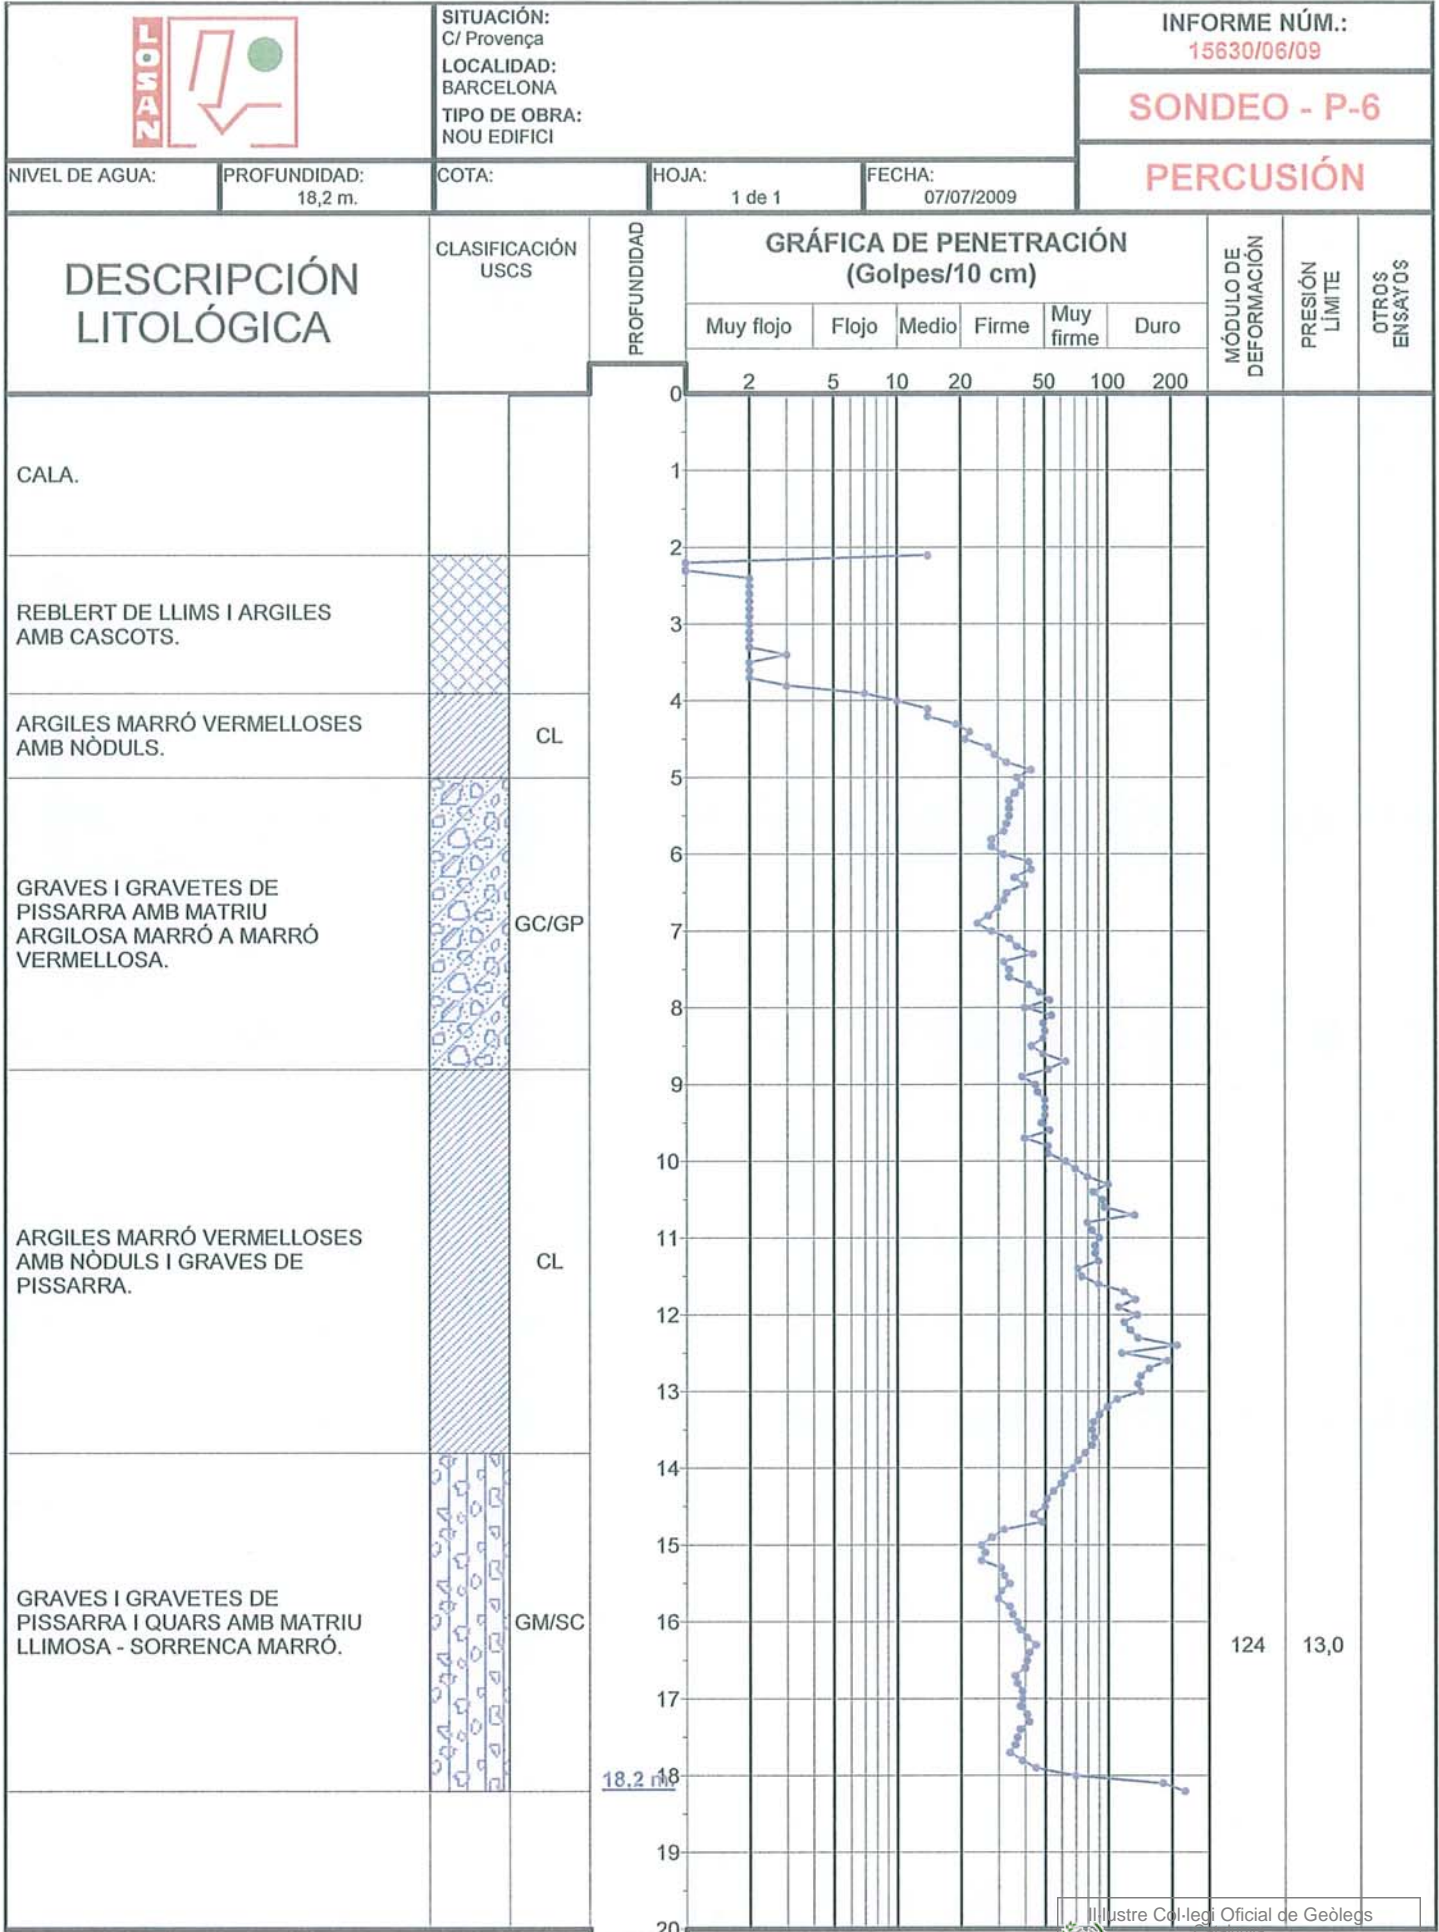 LOSAN
SITUACIÓN:
C/ Provença
LOCALIDAD:
BARCELONA
TIPO DE OBRA:
NOU EDIFICI
INFORME NÚM.:
15630/06/09
SONDEO - P-6
PERCUSIÓN
NIVEL DE AGUA:
PROFUNDIDAD:
18,2 m.
COTA:
HOJA:
1 de 1
FECHA:
07/07/2009
DESCRIPCIÓN
LITOLÓGICA
CLASIFICACIÓN
USCS
PROFUNDIDAD
GRÁFICA DE PENETRACIÓN
(Golpes/10 cm)
Muy flojo
Flojo
Medio
Firme
Muy
firme
Duro
MÓDULO DE
DEFORMACIÓN
PRESIÓN
LÍMITE
OTROS
ENSAYOS
2 5 10 20 50 100 200
0
1
2
3
4
5
6
7
8
9
10
11
12
13
14
15
16
17
18
19
20
CALA.
REBLERT DE LLIMS I ARGILES
AMB CASCOTS.
ARGILES MARRÓ VERMELLOSES
AMB NÒDULS.
CL
GRAVES I GRAVETES DE
PISSARRA AMB MATRIU
ARGILOSA MARRÓ A MARRÓ
VERMELLOSA.
GC/GP
ARGILES MARRÓ VERMELLOSES
AMB NÒDULS I GRAVES DE
PISSARRA.
CL
GRAVES I GRAVETES DE
PISSARRA I QUARS AMB MATRIU
LLIMOSA - SORRENCA MARRÓ.
GM/SC
124
13,0
18,2 m.
Il·lustre Col·legi Oficial de Geòlegs